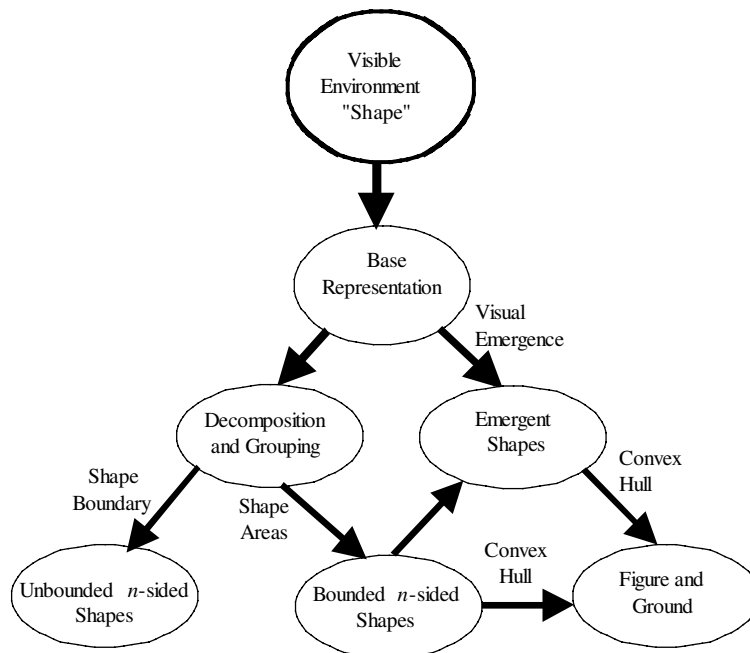 Visible
Environment
"Shape"
Base
Representation
Visual
Emergence
Decomposition
and Grouping
Emergent
Shapes
Shape
Boundary
Shape
Areas
Convex
Hull
Convex
Hull
Unbounded n-sided
Shapes
Bounded n-sided
Shapes
Figure and
Ground